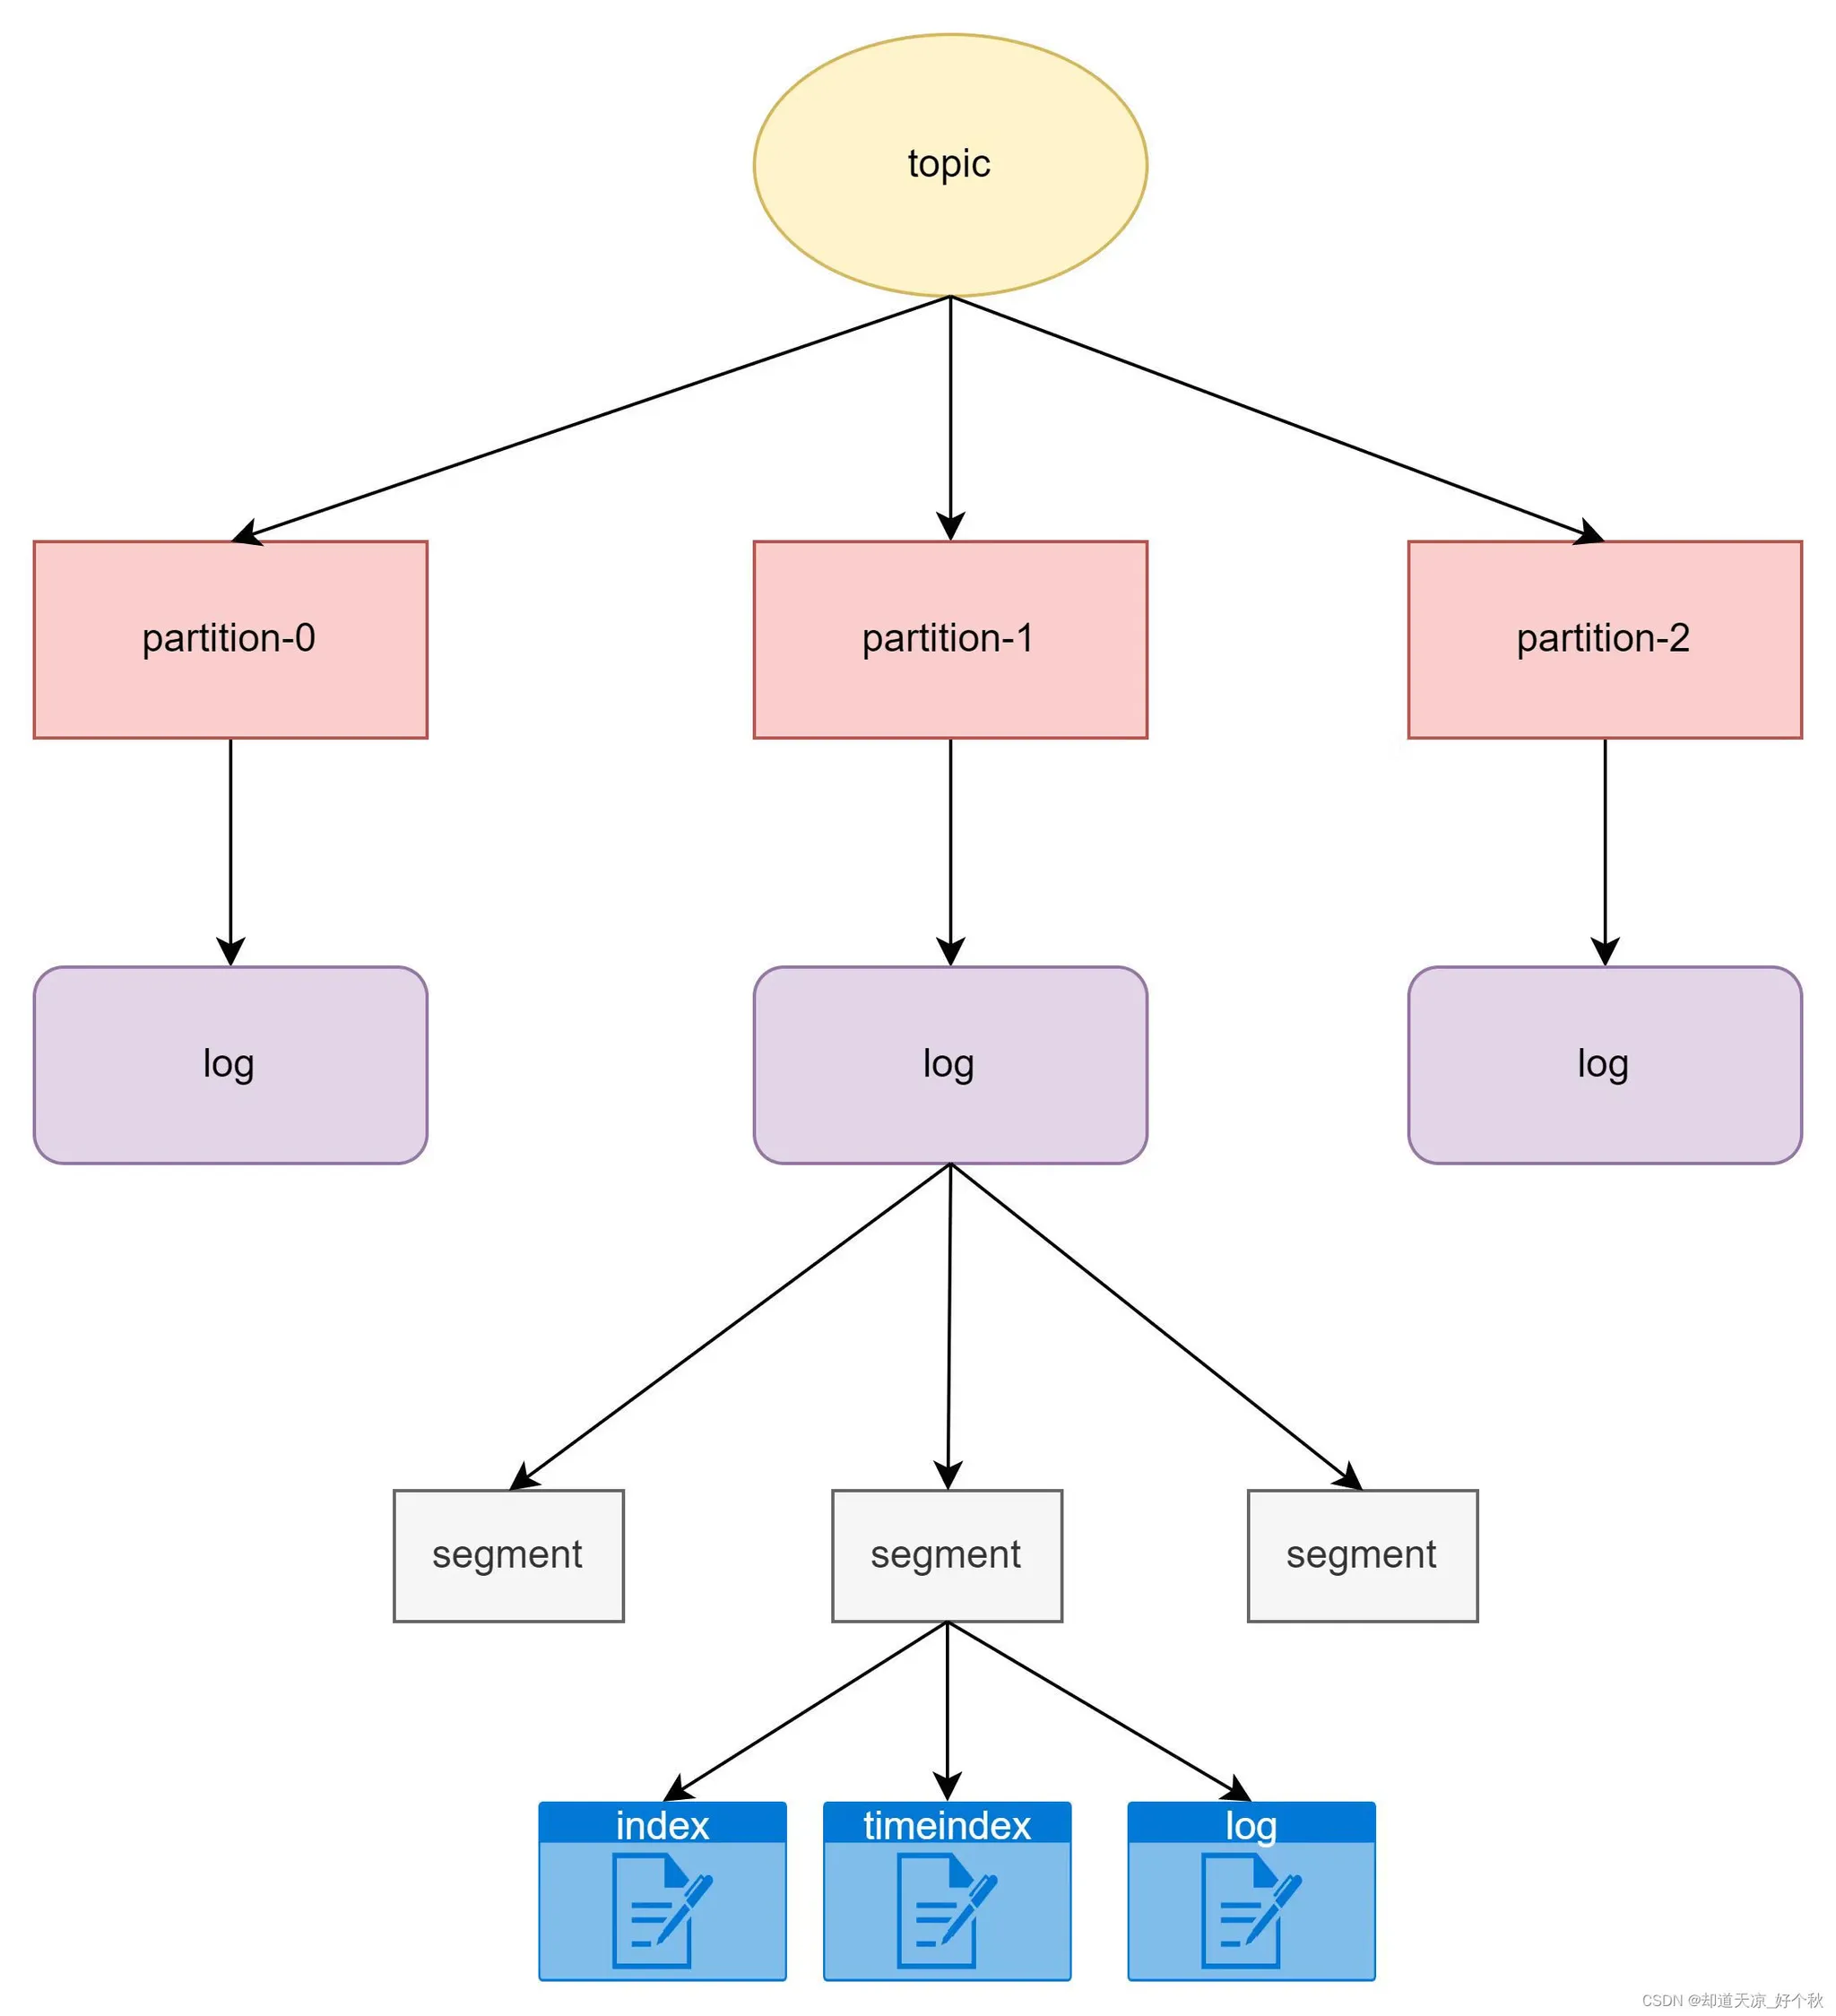 topic
partition-0
partition-1
partition-2
log
log
log
segment
segment
segment
index
timeindex
log
CSDN @却道天凉_好个秋